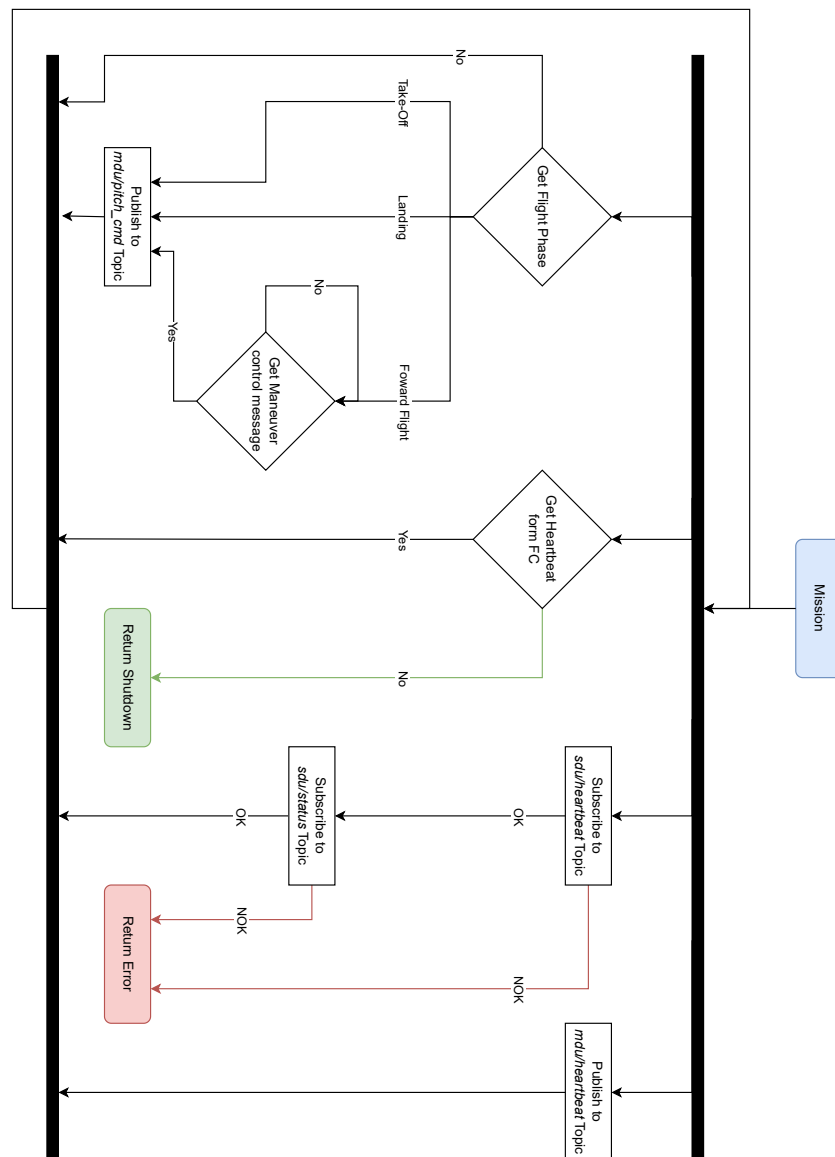 Mission
Get Flight Phase
No
Take-Off
Landing
Foward Flight
Get Maneuver
control message
No
Yes
Publish to
mdu/pitch_cmd Topic
Get Heartbeat
form FC
Yes
No
Return Shutdown
Subscribe to
sdu/heartbeat Topic
OK
NOK
Subscribe to
sdu/status Topic
OK
NOK
Return Error
Publish to
mdu/heartbeat Topic